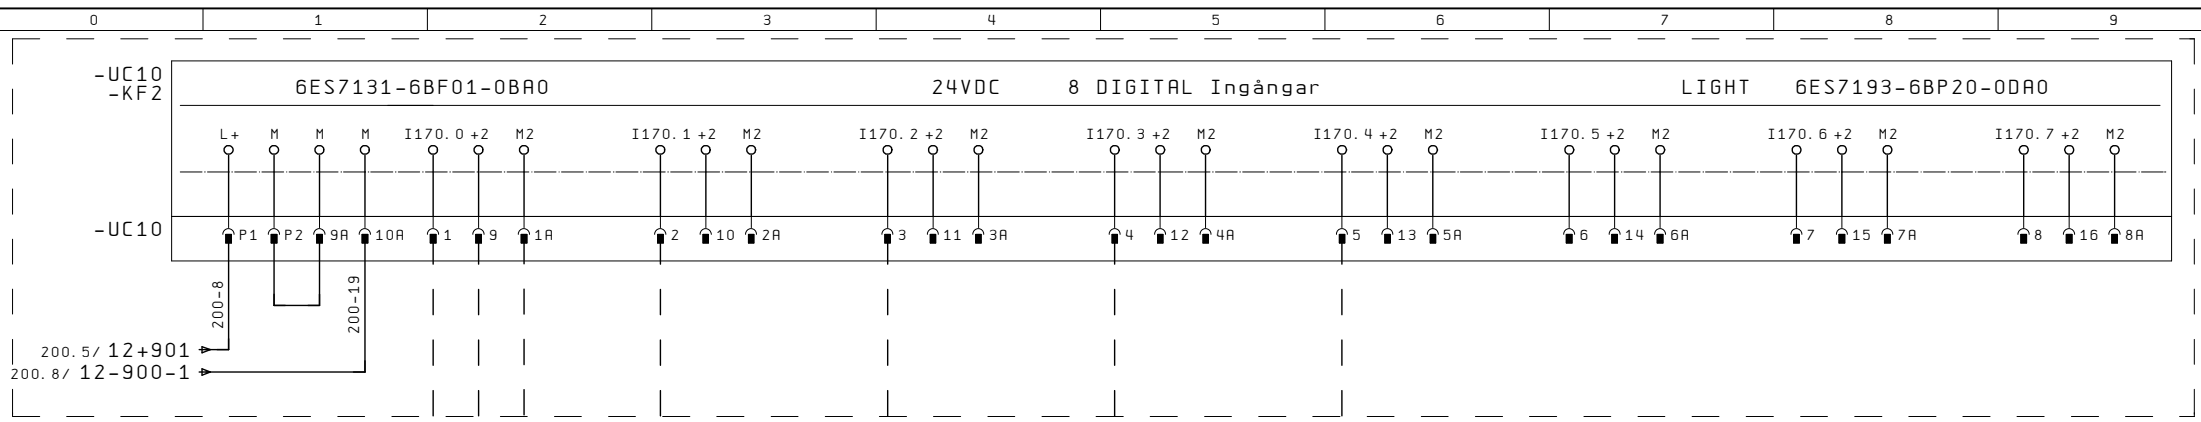 0 1 2 3 4 5 6 7 8 9
-UC10
-KF2
6ES7131-6BF01-0BA0 24VDC 8 DIGITAL Ingångar LIGHT 6ES7193-6BP20-0DA0
L+ M M M I170.0 +2 M2 I170.1 +2 M2 I170.2 +2 M2 I170.3 +2 M2 I170.4 +2 M2 I170.5 +2 M2 I170.6 +2 M2 I170.7 +2 M2
-UC10 P1 P2 9A 10A 1 9 1A 2 10 2A 3 11 3A 4 12 4A 5 13 5A 6 14 6A 7 15 7A 8 16 8A
200-8 200-19
200.5/ 12+901
200.8/ 12-900-1